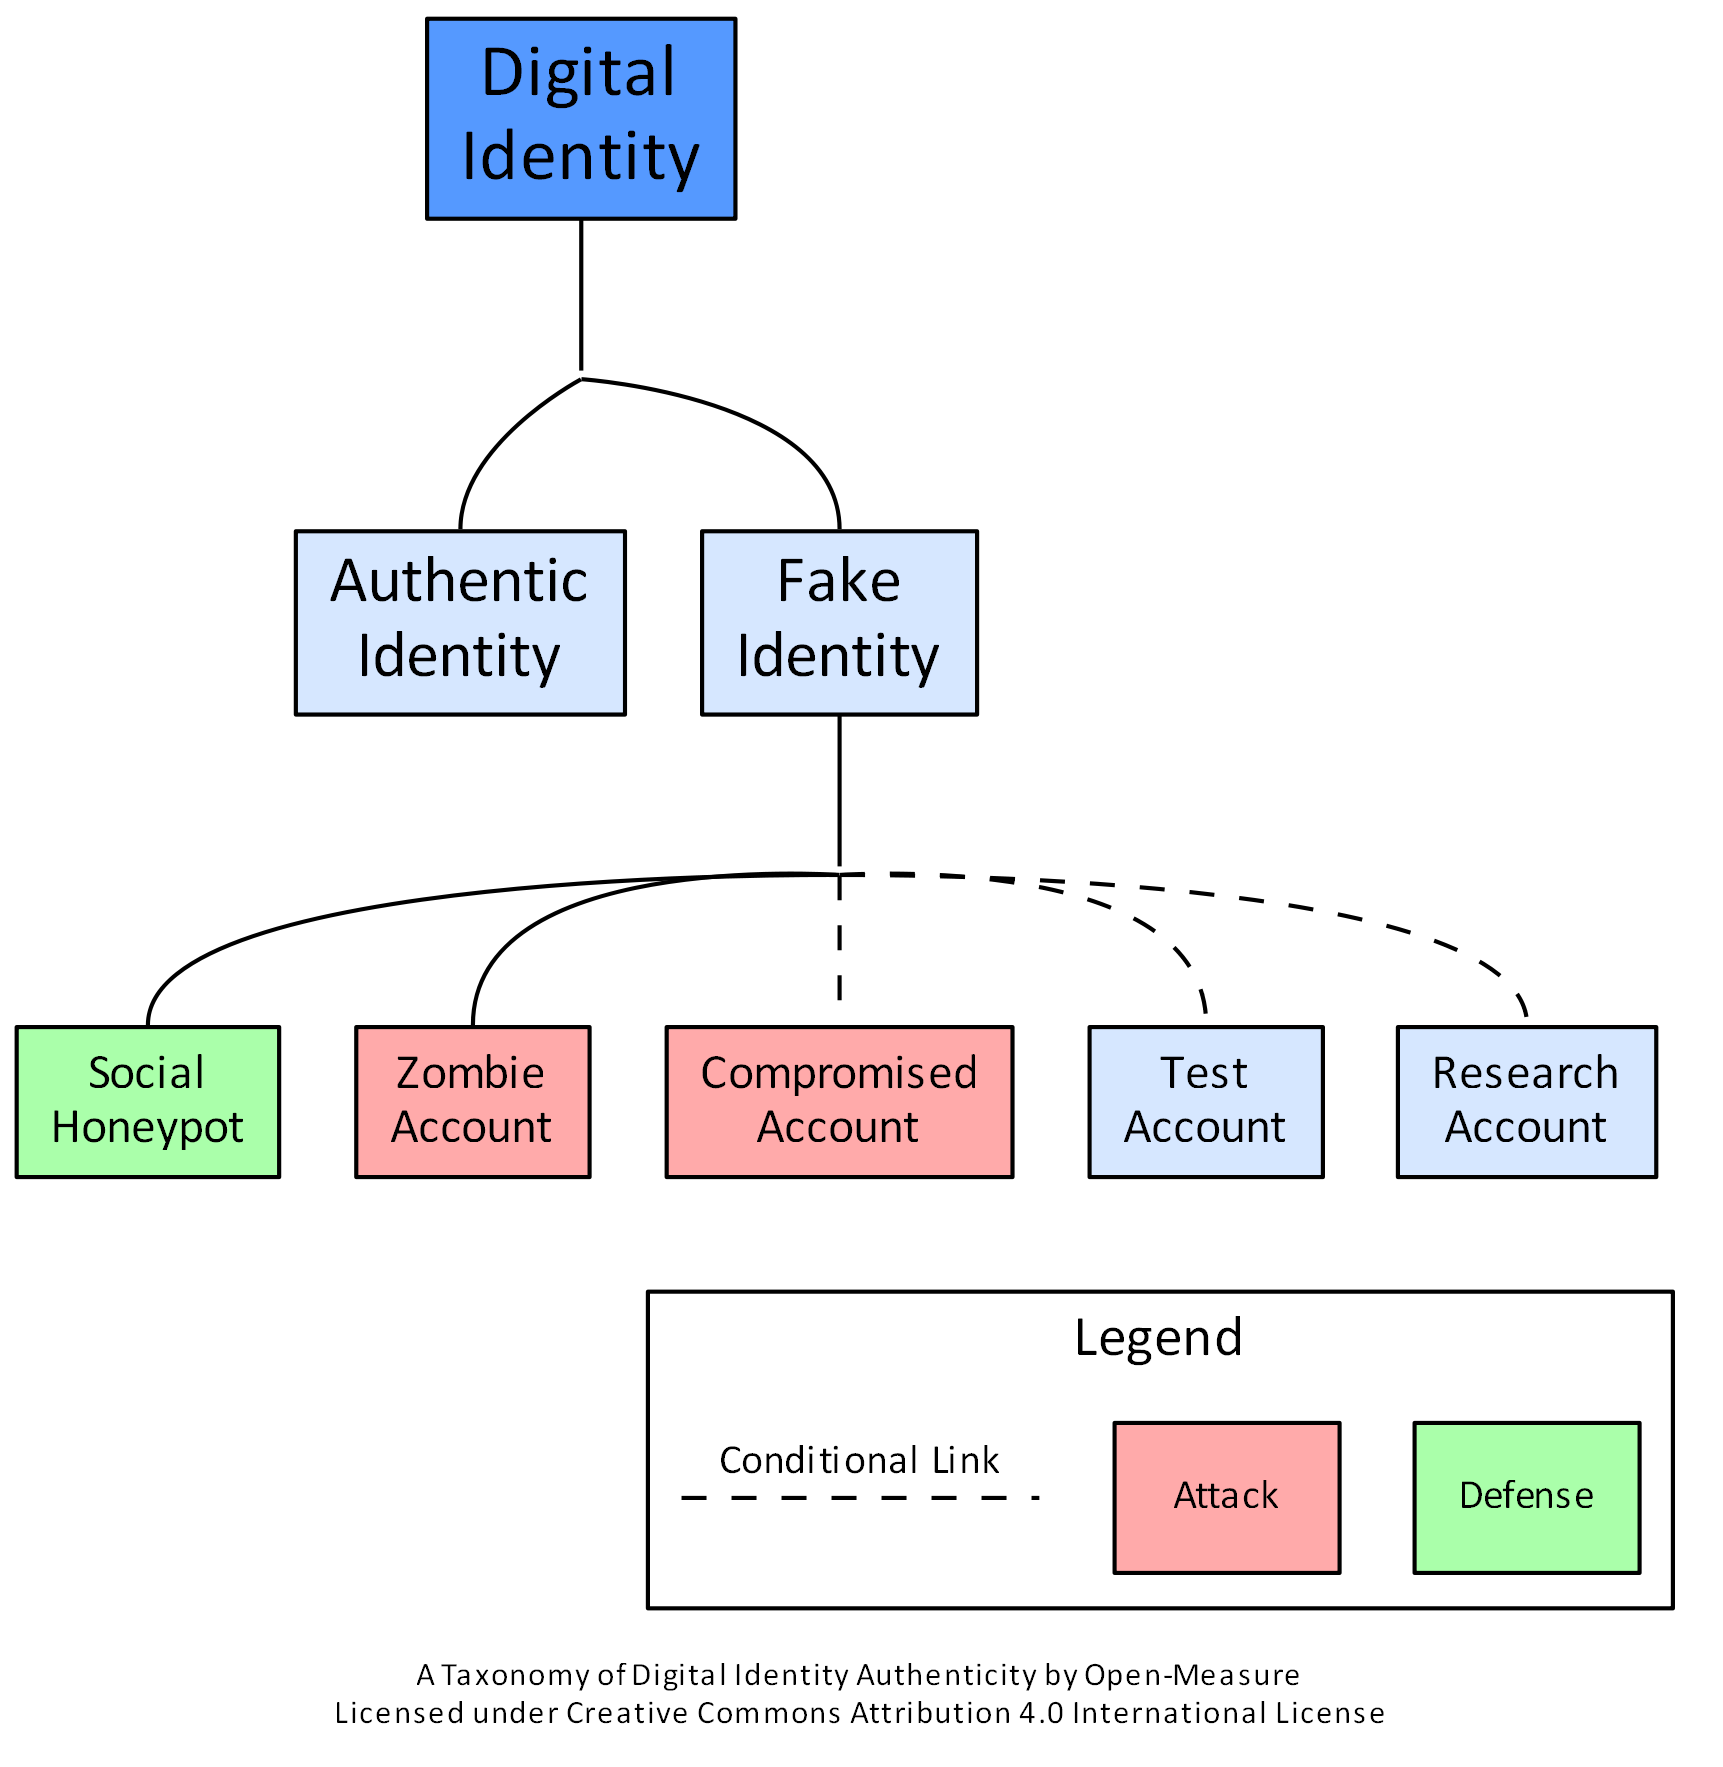 Digital
Identity
Authentic
Identity
Fake
Identity
Social
Honeypot
Zombie
Account
Compromised
Account
Test
Account
Research
Account
Legend
Conditional Link
Attack
Defense
A Taxonomy of Digital Identity Authenticity by Open-Measure
Licensed under Creative Commons Attribution 4.0 International License